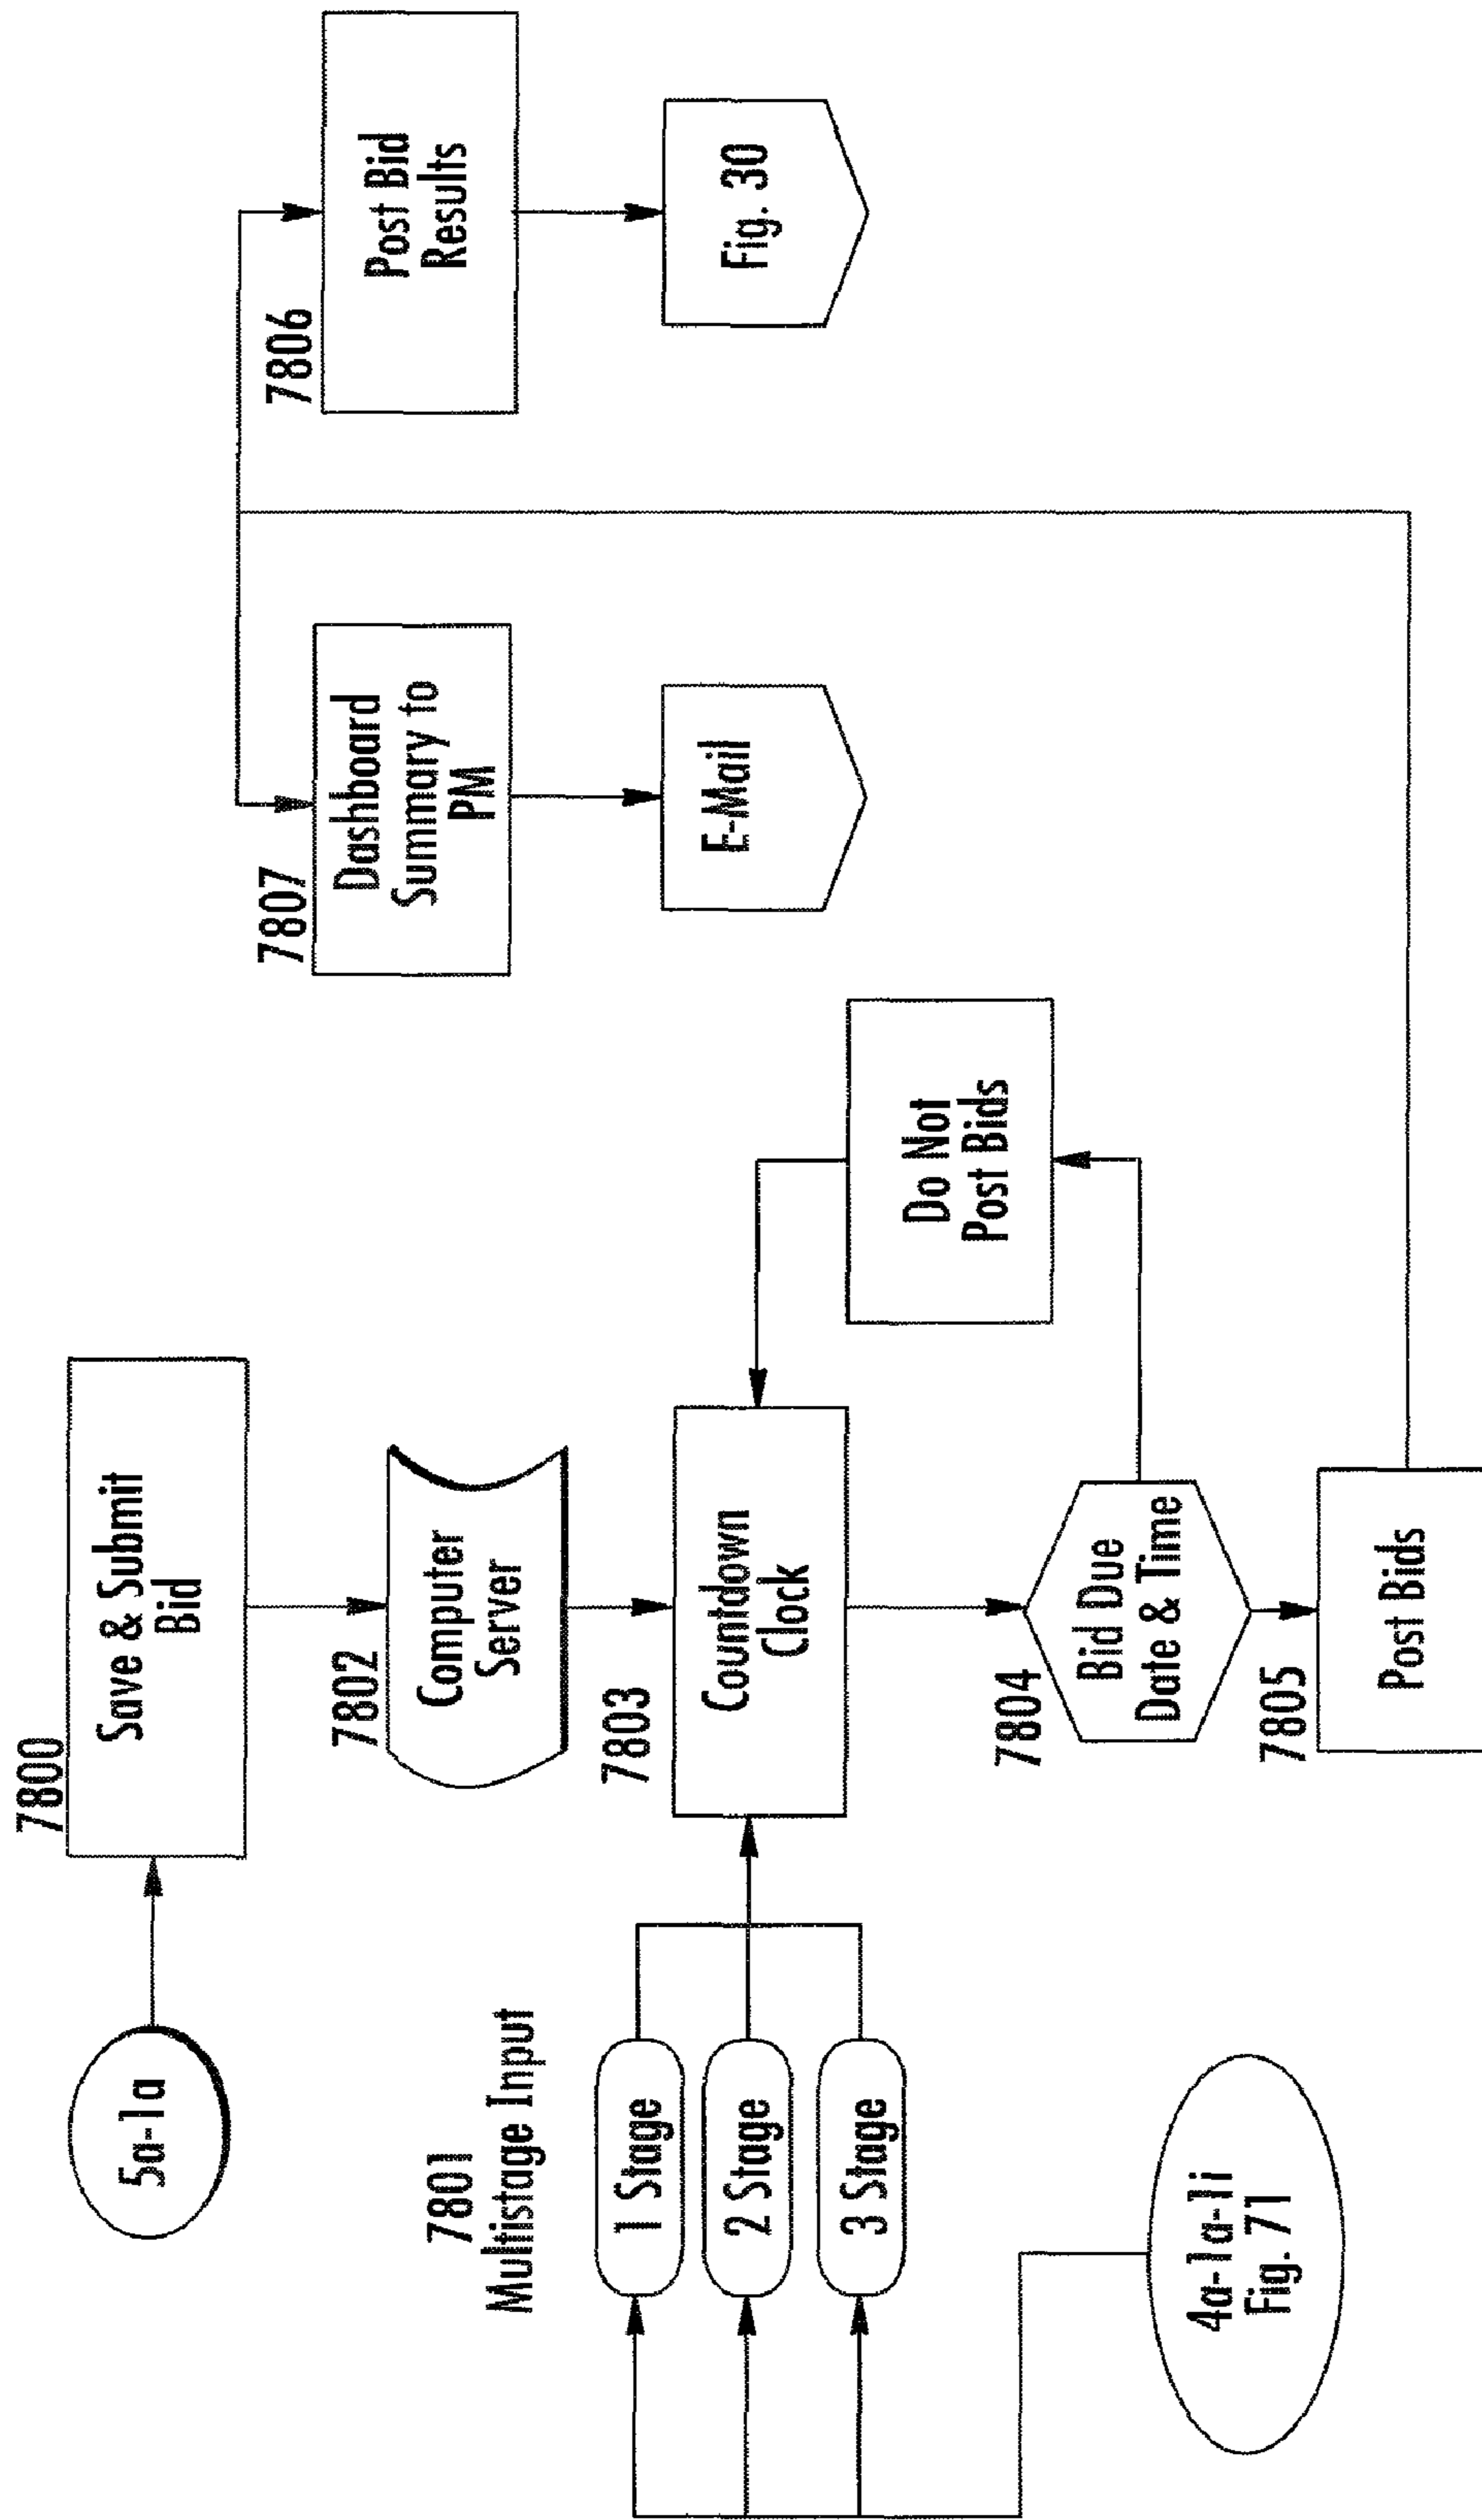 5a-1a
7800
Save & Submit
Bid
7802
Computer
Server
7801
Multistage Input
1 Stage
2 Stage
3 Stage
4a-1a-1i
Fig. 71
7803
Countdown
Clock
Do Not
Post Bids
7804
Bid Due
Date & Time
7805
Post Bids
7807
Dashboard
Summary to
PM
E-Mail
7806
Post Bid
Results
Fig. 30